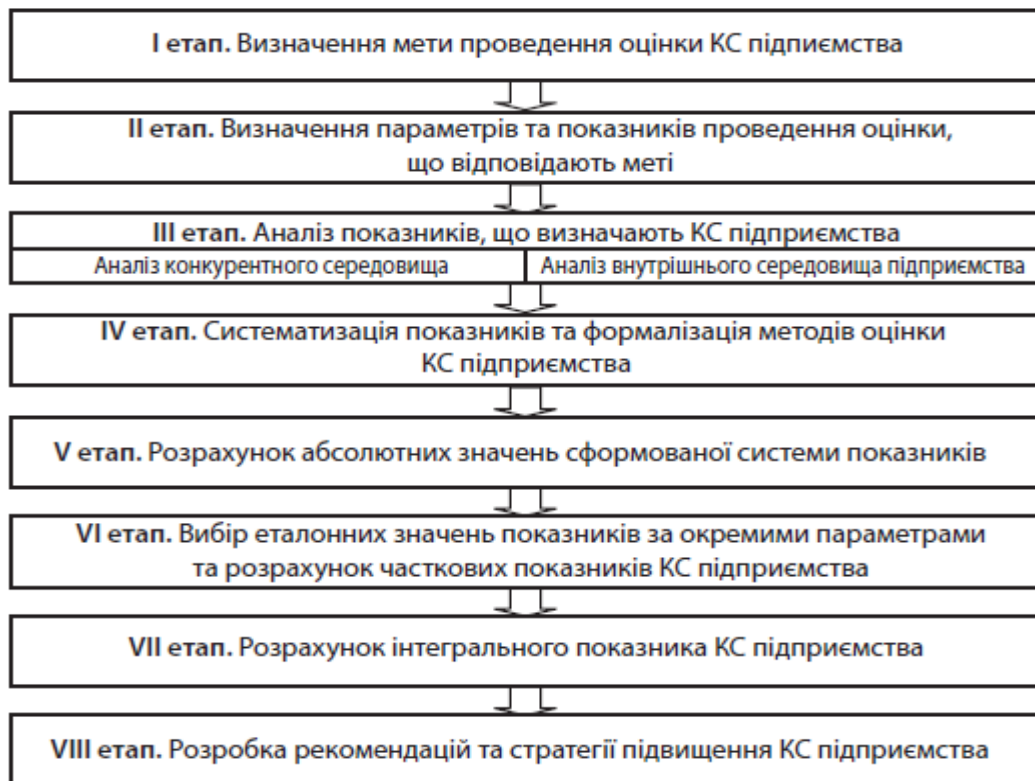 I етап. Визначення мети проведення оцінки КС підпиємства
II етап. Визначення параметрів та показників проведення оцінки,
що відповідають меті
III етап. Аналіз показників, що визначають КС підприємства
Аналіз конкурентного середовища
Аналіз внутрішнього середовища підприємства
IV етап. Систематизація показників та формалізація методів оцінки
КС підприємства
V етап. Розрахунок абсолютних значень сформованої системи показників
VI етап. Вибір еталонних значень показників за окремими параметрами
та розрахунок часткових показників КС підприємства
VII етап. Розрахунок інтегрального показника КС підприємства
VIII етап. Розробка рекомендацій та стратегії підвищення КС підприємства